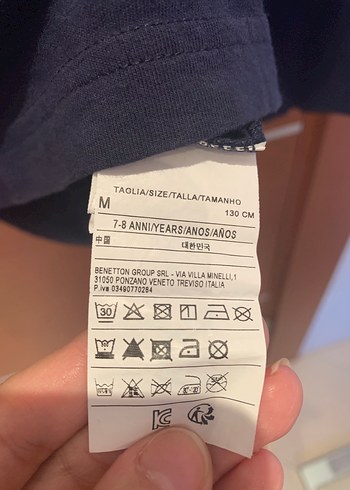 TAGLIA/SIZE/TALLA/TAMANHO
M
130 CM
7-8 ANNI/YEARS/ANOS/AÑOS
中国 대한민국
BENETTON GROUP SRL - VIA VILLA MINELLI,1
31050 PONZANO VENETO TREVISO ITALIA
P.iva 03490770264
30